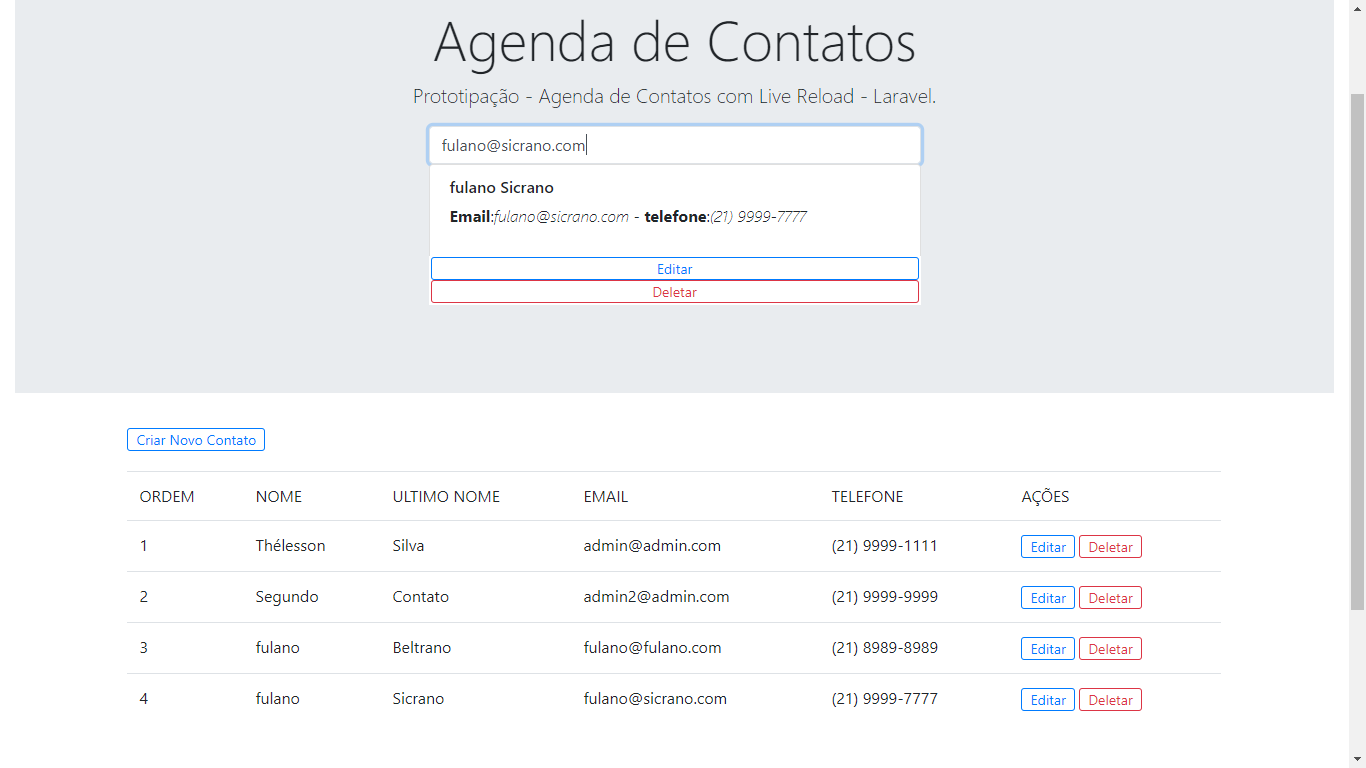 Agenda de Contatos
Prototipação - Agenda de Contatos com Live Reload - Laravel.
fulano@sicrano.com
fulano Sicrano
Email:fulano@sicrano.com - telefone:(21) 9999-7777
Editar
Deletar
Criar Novo Contato
ORDEM NOME ULTIMO NOME EMAIL TELEFONE AÇÕES
1 Thélesson Silva admin@admin.com (21) 9999-1111 Editar Deletar
2 Segundo Contato admin2@admin.com (21) 9999-9999 Editar Deletar
3 fulano Beltrano fulano@fulano.com (21) 8989-8989 Editar Deletar
4 fulano Sicrano fulano@sicrano.com (21) 9999-7777 Editar Deletar